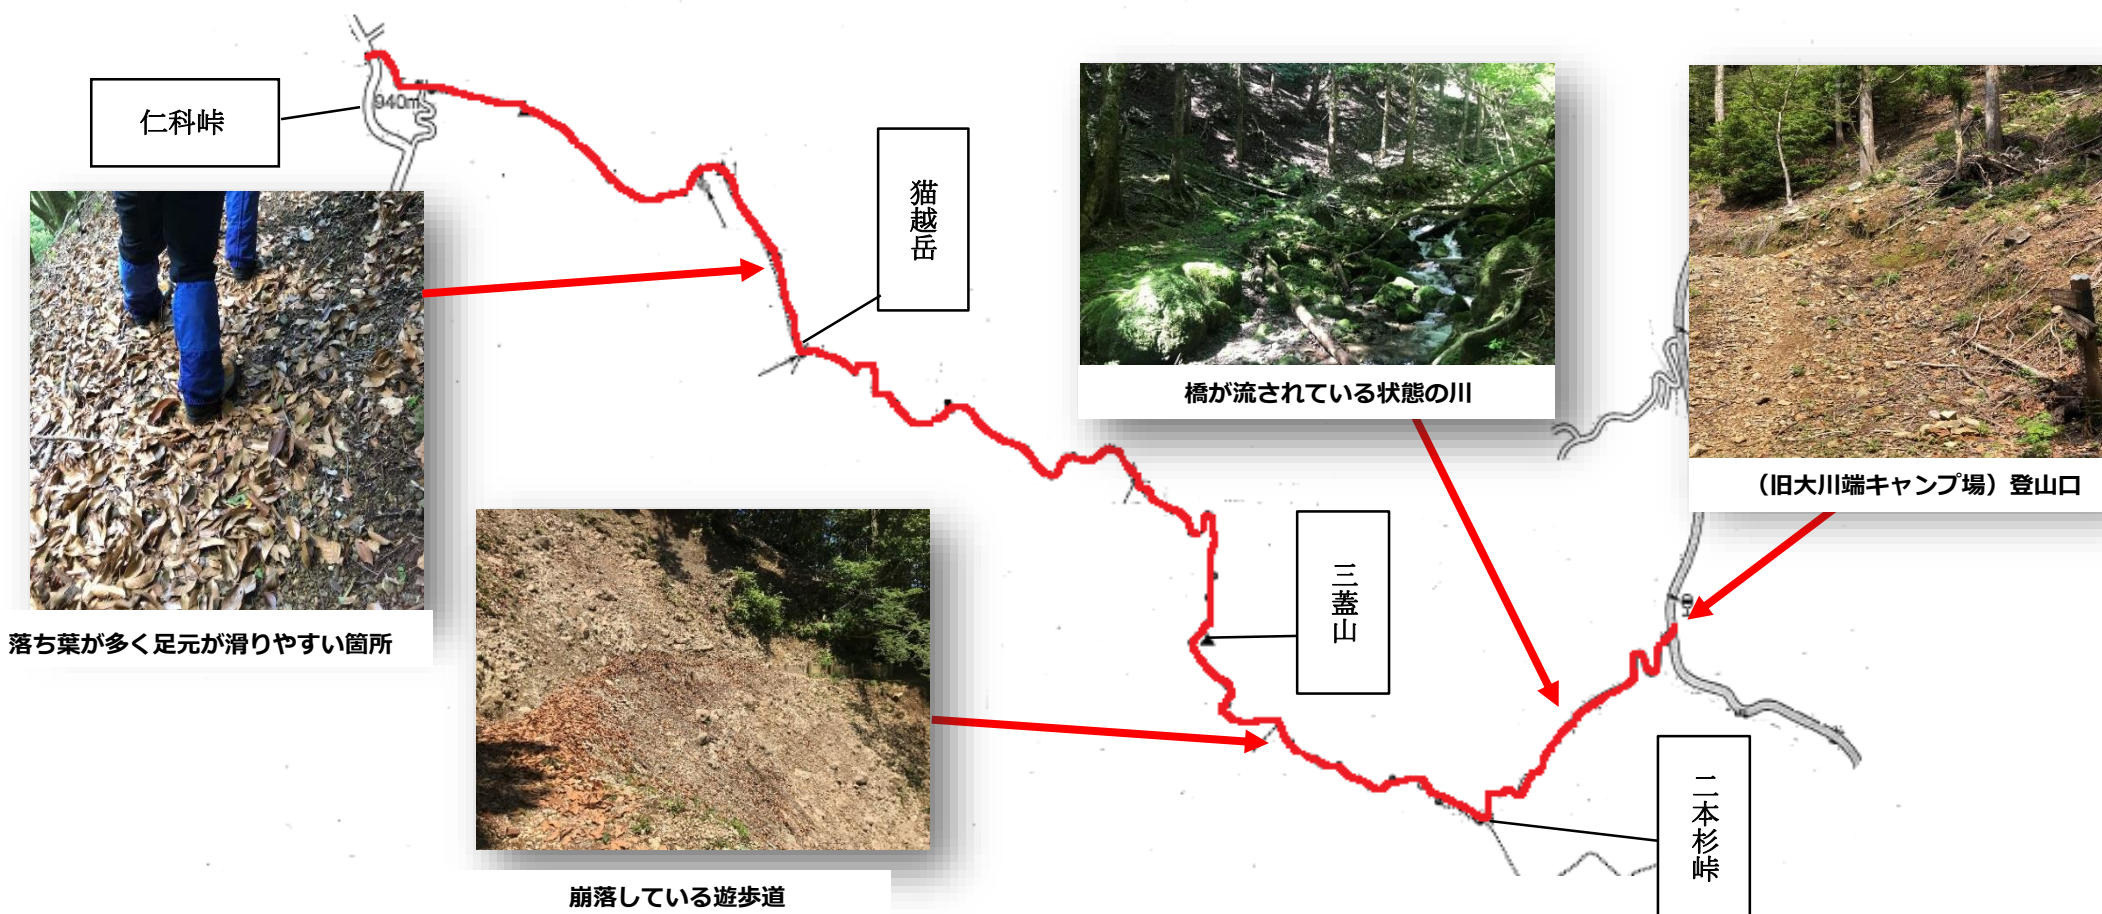 仁科峠
940m
猫越岳
橋が流されている状態の川
（旧大川端キャンプ場）登山口
落ち葉が多く足元が滑りやすい箇所
三蓋山
二本杉峠
崩落している遊歩道